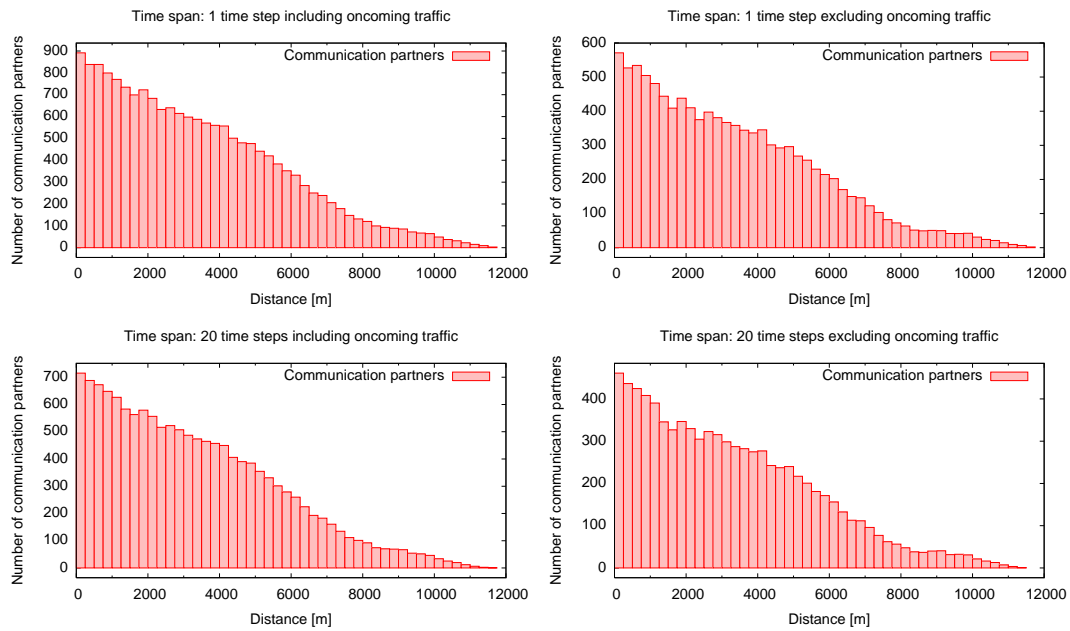 Time span: 1 time step including oncoming traffic
Number of communication partners
900
800
700
600
500
400
300
200
100
0
Communication partners
0 2000 4000 6000 8000 10000 12000
Distance [m]
Time span: 1 time step excluding oncoming traffic
Number of communication partners
600
500
400
300
200
100
0
Communication partners
0 2000 4000 6000 8000 10000 12000
Distance [m]
Time span: 20 time steps including oncoming traffic
Number of communication partners
700
600
500
400
300
200
100
0
Communication partners
0 2000 4000 6000 8000 10000 12000
Distance [m]
Time span: 20 time steps excluding oncoming traffic
Number of communication partners
400
300
200
100
0
Communication partners
0 2000 4000 6000 8000 10000 12000
Distance [m]